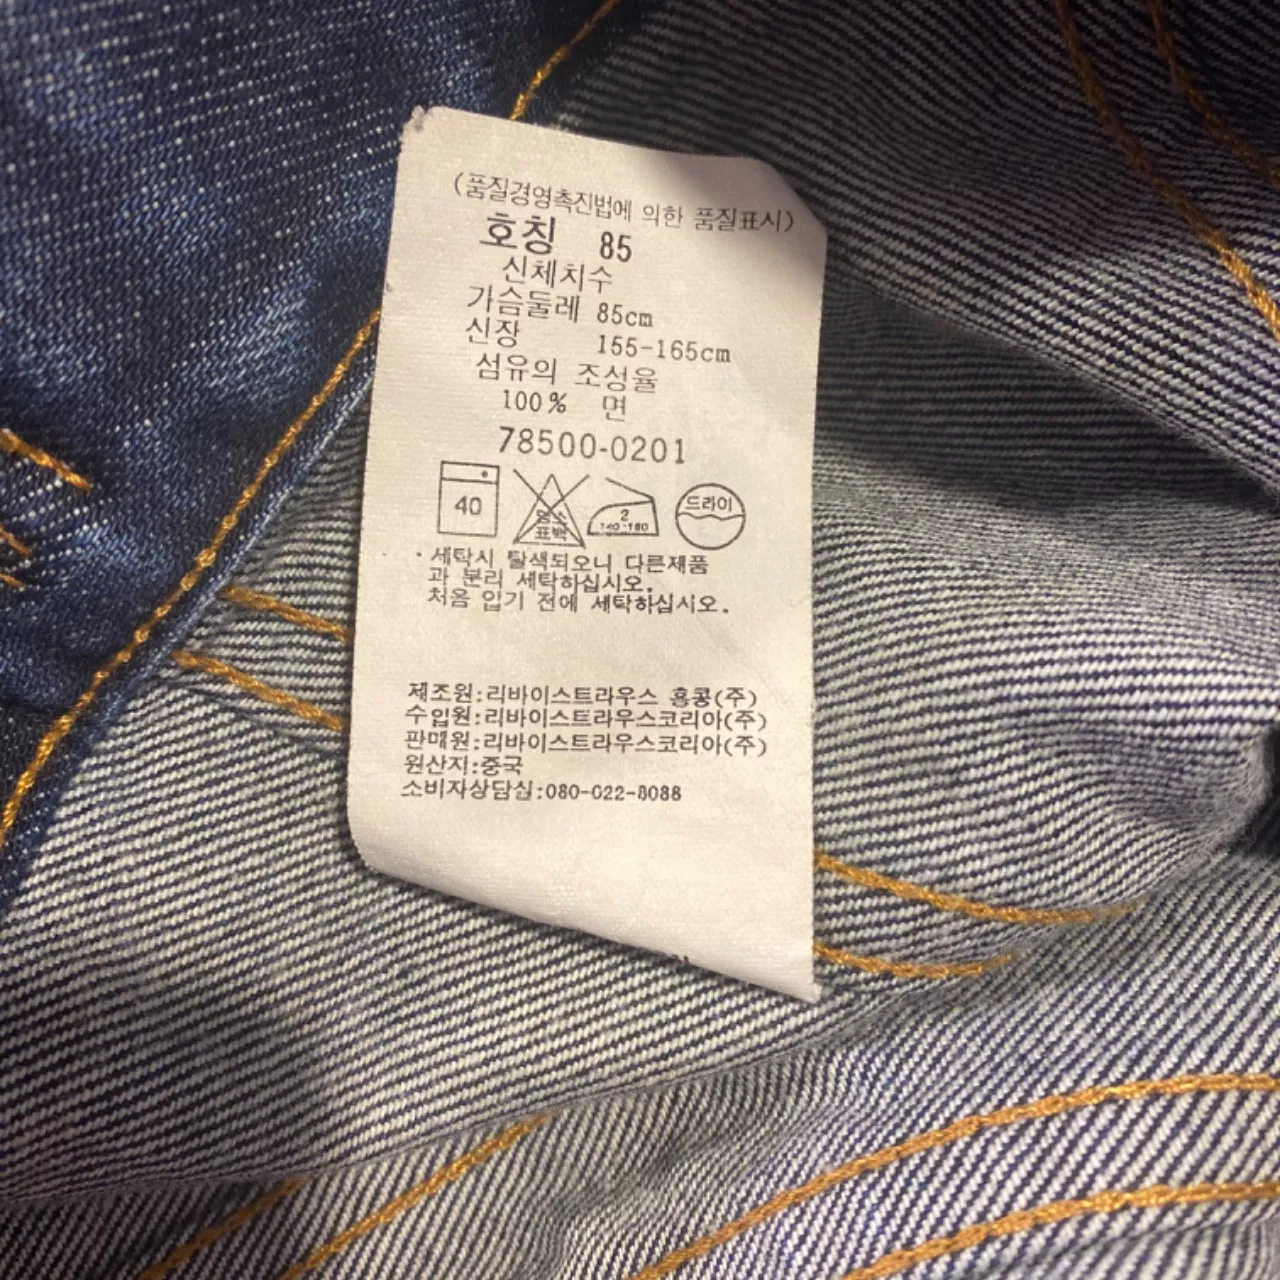 (품질경영촉진법에 의한 품질표시)
호칭 85
신체치수
가슴둘레 85cm
신장 155-165cm
섬유의 조성율
100% 면
78500-0201
40
염소
표백
2
140-160
드라이
·세탁시 탈색되오니 다른제품
과 분리 세탁하십시오.
처음 입기 전에 세탁하십시오.
제조원:리바이스트라우스 홍콩(주)
수입원:리바이스트라우스코리아(주)
판매원:리바이스트라우스코리아(주)
원산지:중국
소비자상담실:080-022-8088